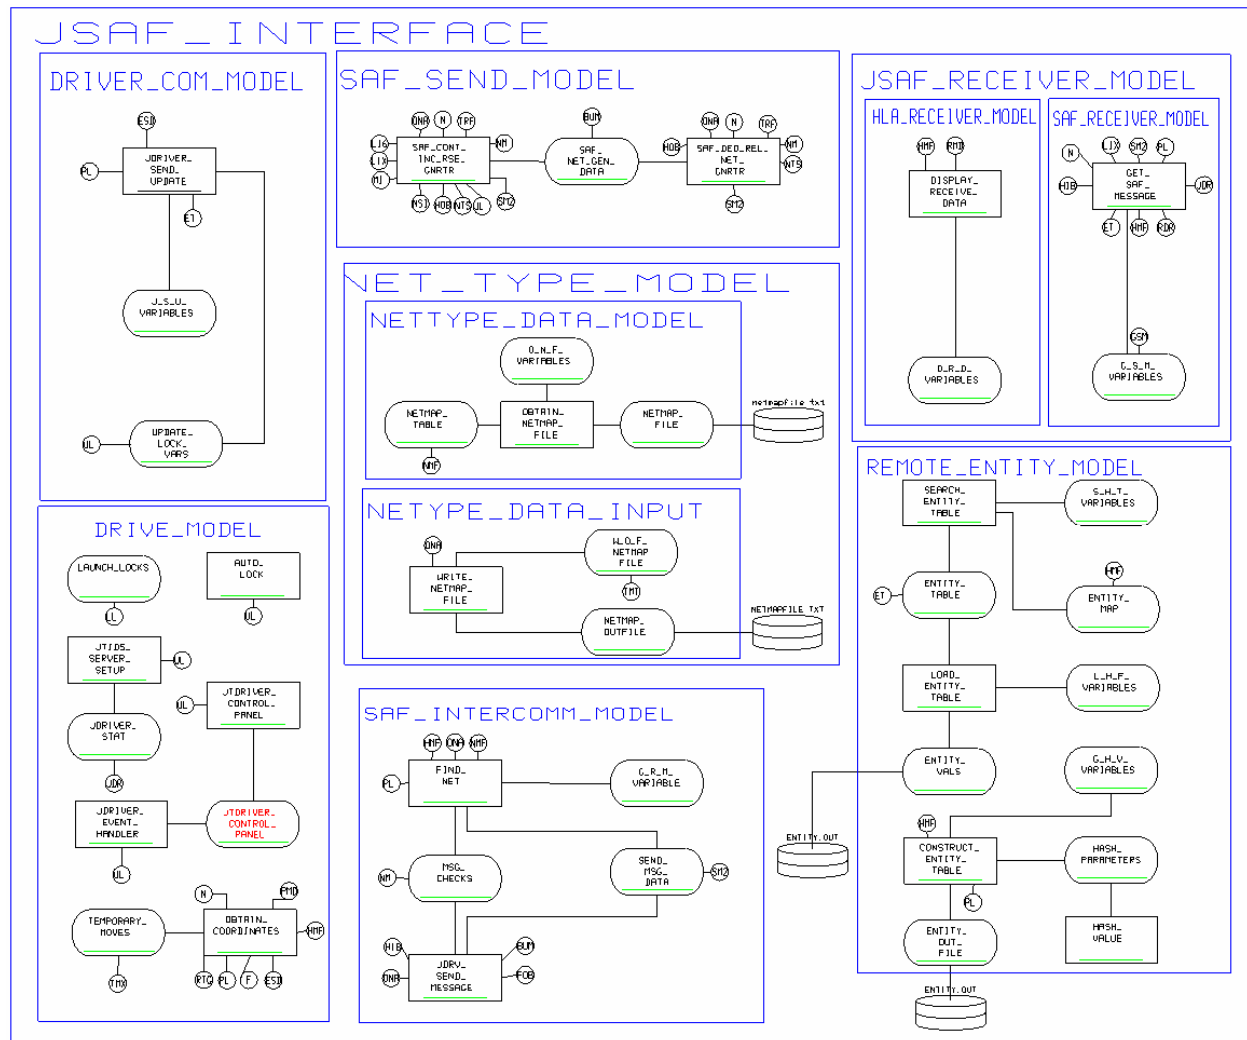 JSAF_INTERFACE
DRIVER_COM_MODEL
ESD
JDRIVER_
SEND_
UPDATE
PL
ET
J_S_U_
VARIABLES
UPDATE_
LOCK_
VARS
UL
SAF_SEND_MODEL
DNA
N
TRF
LJ6
LIX
MJ
SAF_CONT_
INC_RSE_
GNRTR
NM
NSI
HOB
NTS
JL
SM2
BUM
SAF_
NET_GEN_
DATA
DNA
N
TRF
HOB
SAF_DED_REL_
NET_
GNRTR
NM
NTS
SM2
JSAF_RECEIVER_MODEL
HLA_RECEIVER_MODEL
HMF
RMD
DISPLAY_
RECEIVE_
DATA
D_R_D_
VARIABLES
SAF_RECEIVER_MODEL
N
LIX
SM2
PL
HIB
GET_
SAF_
MESSAGE
JDR
ET
HMF
RDR
GSM
G_S_M_
VARIABLES
NET_TYPE_MODEL
NETTYPE_DATA_MODEL
O_N_F_
VARIABLES
NETMAP_
TABLE
OBTAIN_
NETMAP_
FILE
NETMAP_
FILE
NMF
netmapfile txt
NETYPE_DATA_INPUT
DNA
WRITE_
NETMAP_
FILE
W_O_F_
NETMAP
FILE
TMT
NETMAP_
OUTFILE
NETMAPFILE TXT
DRIVE_MODEL
LAUNCH_LOCKS
LL
AUTO_
LOCK
UL
JTIDS_
SERVER_
SETUP
UL
JTDRIVER_
CONTROL_
PANEL
UL
JDRIVER_
STAT
JDR
JDRIVER_
EVENT_
HANDLER
UL
JTDRIVER_
CONTROL_
PANEL
TEMPORARY_
MOVES
TMX
N
PMD
OBTAIN_
COORDINATES
HMF
RTG
PL
F
ESD
SAF_INTERCOMM_MODEL
HMF
DNA
NMF
PL
FIND_
NET
G_R_M_
VARIABLE
NM
MSG_
CHECKS
SEND_
MSG_
DATA
SM2
HIB
DNA
JDRV_
SEND_
MESSAGE
BUM
FOB
REMOTE_ENTITY_MODEL
SEARCH_
ENTITY_
TABLE
S_H_T_
VARIABLES
ET
ENTITY_
TABLE
HMF
ENTITY_
MAP
LOAD_
ENTITY_
TABLE
L_H_F_
VARIABLES
ENTITY_
VALS
G_H_V_
VARIABLES
ENTITY.OUT
HMF
CONSTRUCT_
ENTITY_
TABLE
PL
HASH_
PARAMETERS
ENTITY_
OUT_
FILE
HASH_
VALUE
ENTITY.OUT